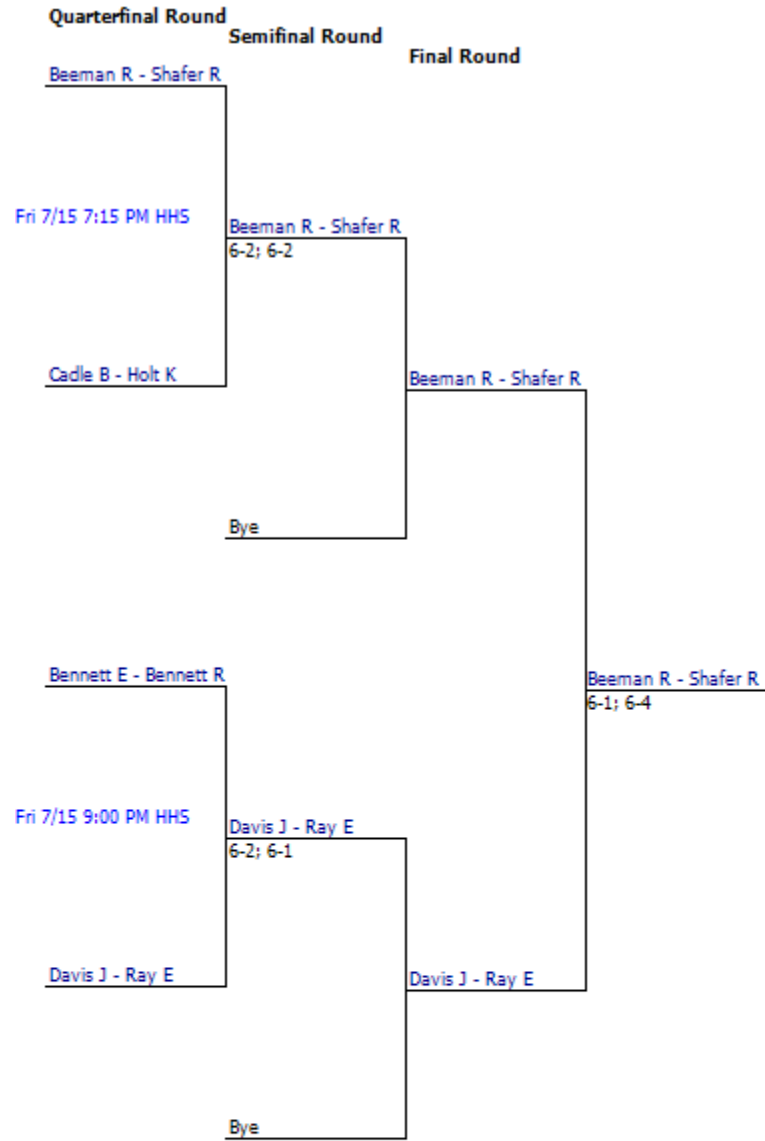 Quarterfinal Round
Semifinal Round
Final Round
Beeman R - Shafer R
Fri 7/15 7:15 PM HHS
Beeman R - Shafer R
6-2; 6-2
Cadle B - Holt K
Beeman R - Shafer R
Bye
Bennett E - Bennett R
Beeman R - Shafer R
6-1; 6-4
Fri 7/15 9:00 PM HHS
Davis J - Ray E
6-2; 6-1
Davis J - Ray E
Davis J - Ray E
Bye